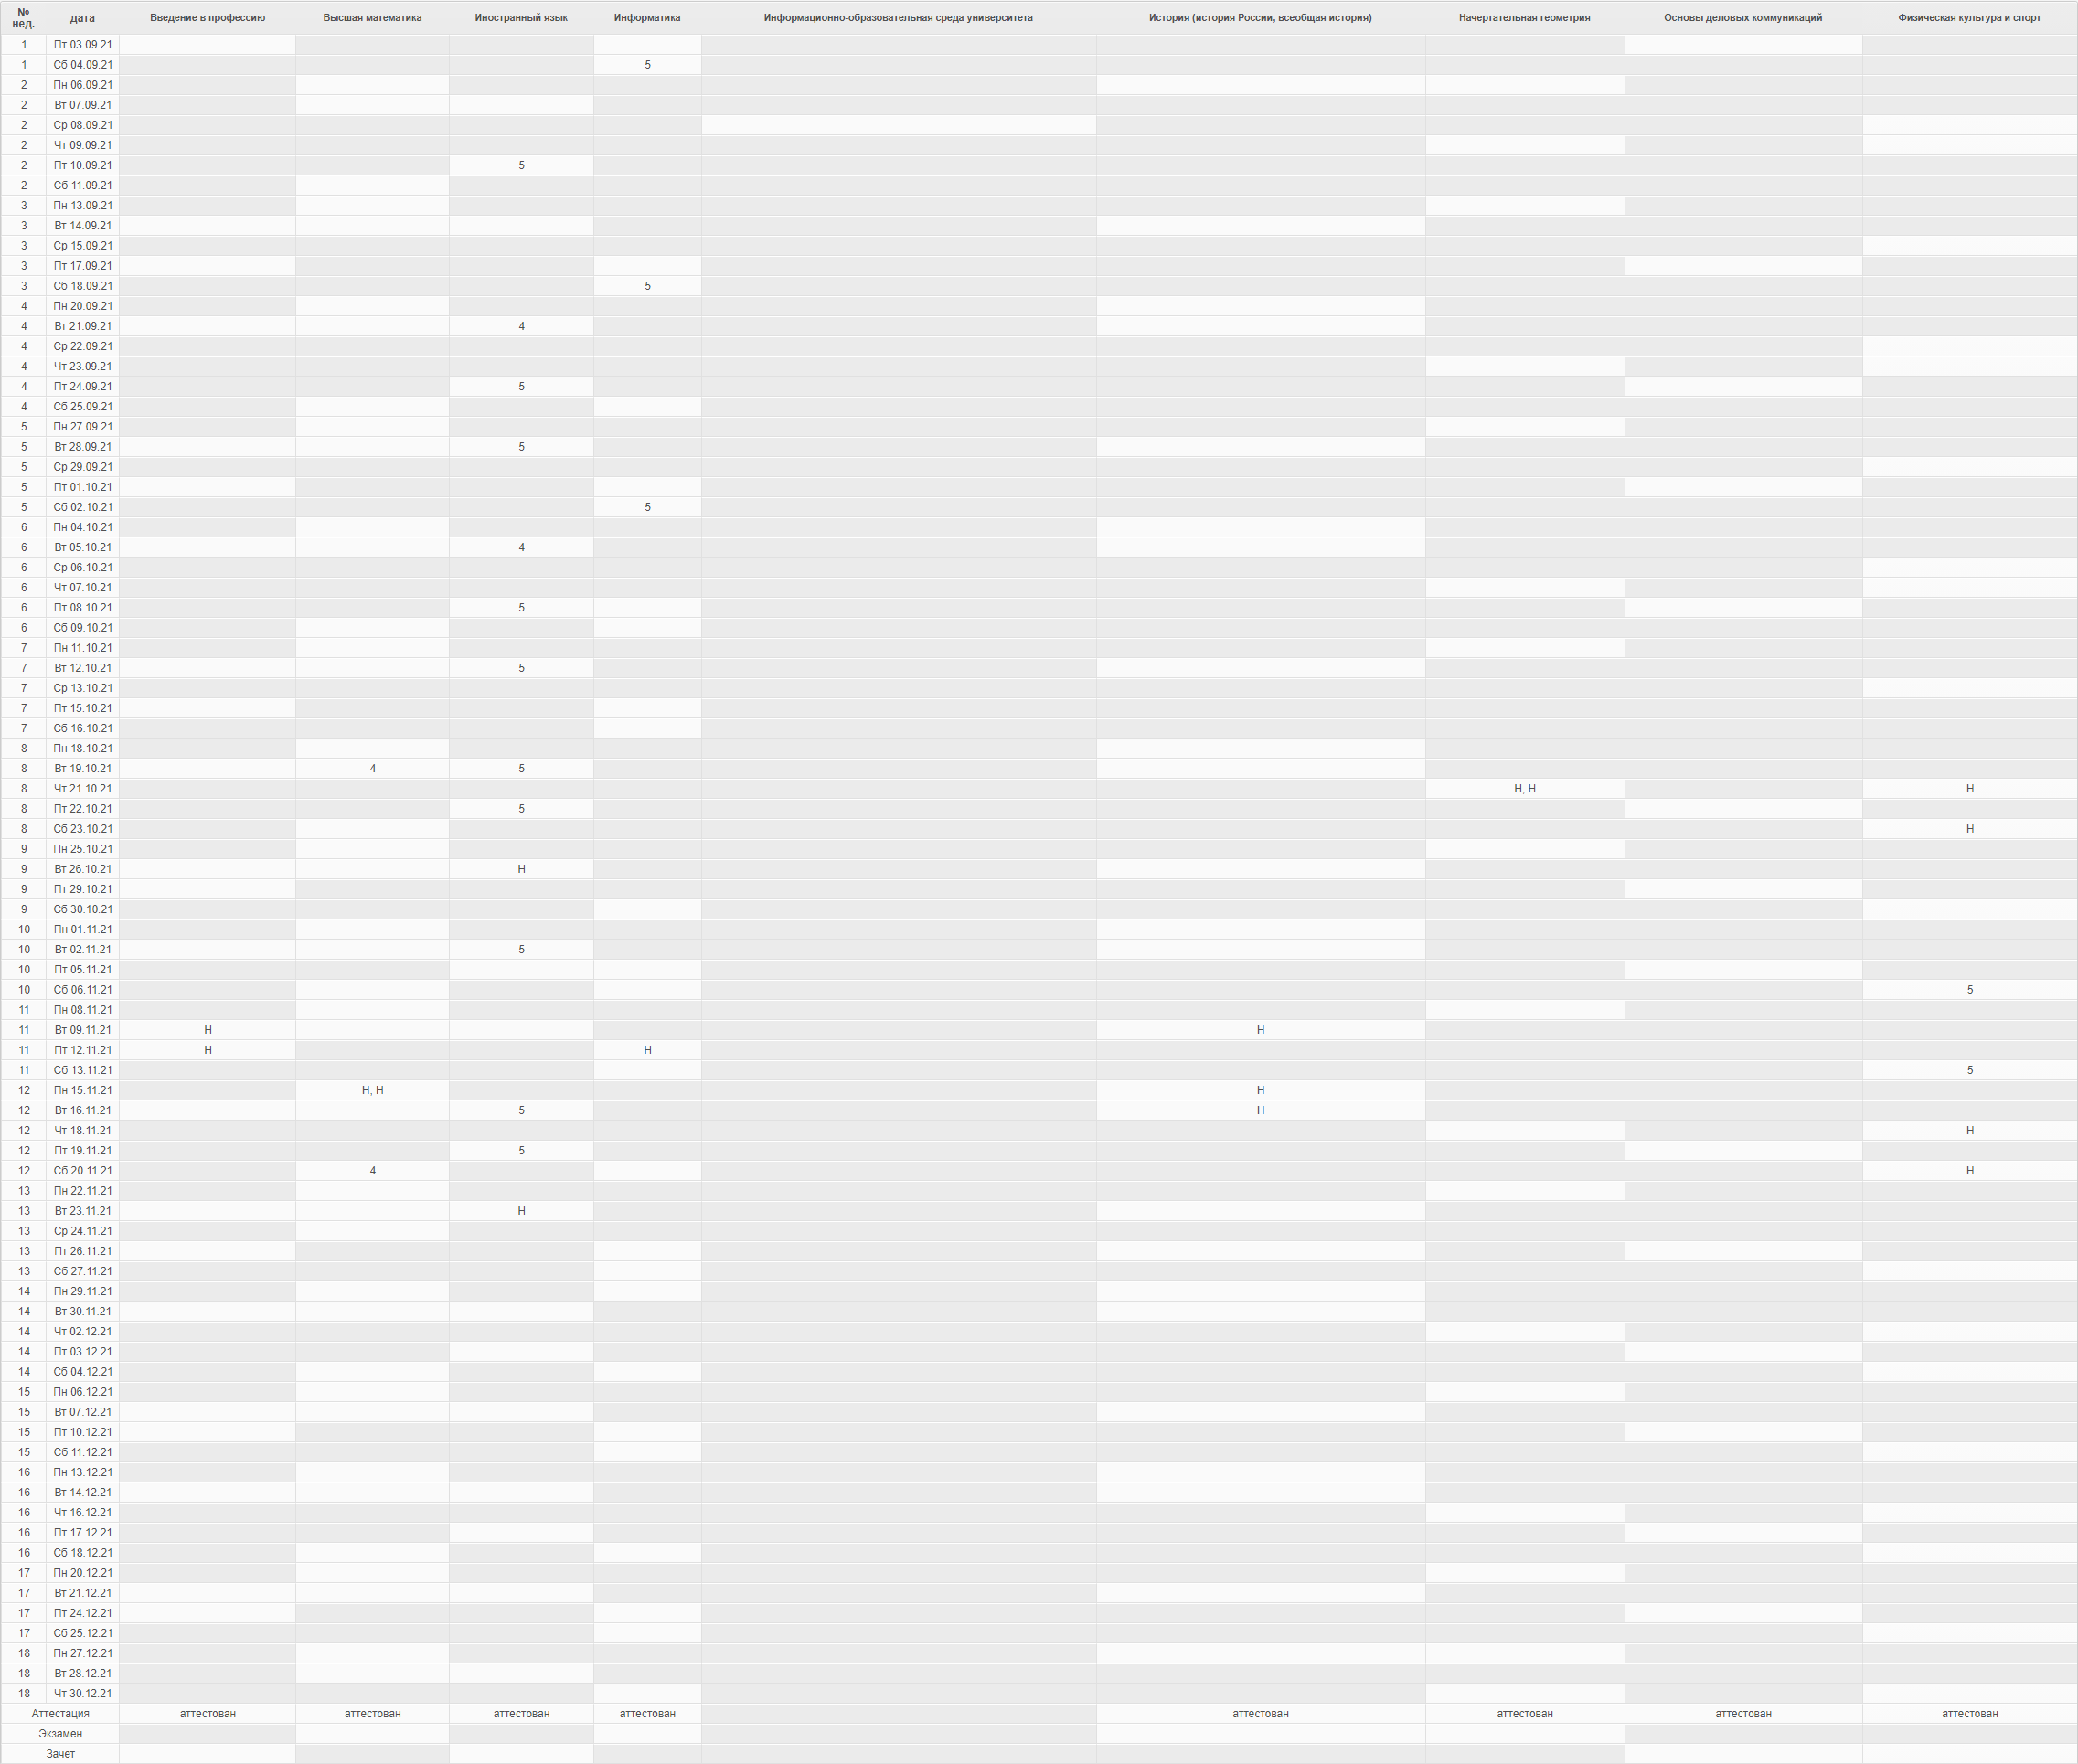 № нед. дата Введение в профессию Высшая математика Иностранный язык Информатика Информационно-образовательная среда университета История (история России, всеобщая история) Начертательная геометрия Основы деловых коммуникаций Физическая культура и спорт
1 Пт 03.09.21
1 Сб 04.09.21 5
2 Пн 06.09.21
2 Вт 07.09.21
2 Ср 08.09.21
2 Чт 09.09.21
2 Пт 10.09.21 5
2 Сб 11.09.21
3 Пн 13.09.21
3 Вт 14.09.21
3 Ср 15.09.21
3 Пт 17.09.21
3 Сб 18.09.21 5
4 Пн 20.09.21
4 Вт 21.09.21 4
4 Ср 22.09.21
4 Чт 23.09.21
4 Пт 24.09.21 5
4 Сб 25.09.21
5 Пн 27.09.21
5 Вт 28.09.21 5
5 Ср 29.09.21
5 Пт 01.10.21
5 Сб 02.10.21 5
6 Пн 04.10.21
6 Вт 05.10.21 4
6 Ср 06.10.21
6 Чт 07.10.21
6 Пт 08.10.21 5
6 Сб 09.10.21
7 Пн 11.10.21
7 Вт 12.10.21 5
7 Ср 13.10.21
7 Пт 15.10.21
7 Сб 16.10.21
8 Пн 18.10.21
8 Вт 19.10.21 4 5
8 Чт 21.10.21 Н, Н Н
8 Пт 22.10.21 5
8 Сб 23.10.21 Н
9 Пн 25.10.21
9 Вт 26.10.21 Н
9 Пт 29.10.21
9 Сб 30.10.21
10 Пн 01.11.21
10 Вт 02.11.21 5
10 Пт 05.11.21
10 Сб 06.11.21 5
11 Пн 08.11.21
11 Вт 09.11.21 Н Н
11 Пт 12.11.21 Н Н
11 Сб 13.11.21 5
12 Пн 15.11.21 Н, Н Н
12 Вт 16.11.21 5 Н
12 Чт 18.11.21 Н
12 Пт 19.11.21 5
12 Сб 20.11.21 4 Н
13 Пн 22.11.21
13 Вт 23.11.21 Н
13 Ср 24.11.21
13 Пт 26.11.21
13 Сб 27.11.21
14 Пн 29.11.21
14 Вт 30.11.21
14 Чт 02.12.21
14 Пт 03.12.21
14 Сб 04.12.21
15 Пн 06.12.21
15 Вт 07.12.21
15 Пт 10.12.21
15 Сб 11.12.21
16 Пн 13.12.21
16 Вт 14.12.21
16 Чт 16.12.21
16 Пт 17.12.21
16 Сб 18.12.21
17 Пн 20.12.21
17 Вт 21.12.21
17 Пт 24.12.21
17 Сб 25.12.21
18 Пн 27.12.21
18 Вт 28.12.21
18 Чт 30.12.21
Аттестация аттестован аттестован аттестован аттестован аттестован аттестован аттестован аттестован
Экзамен
Зачет